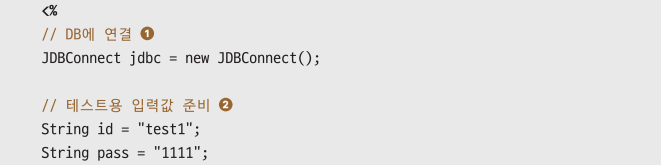 <%
// DB에 연결 ❶
JDBConnect jdbc = new JDBConnect();
// 테스트용 입력값 준비 ❷
String id = "test1";
String pass = "1111";